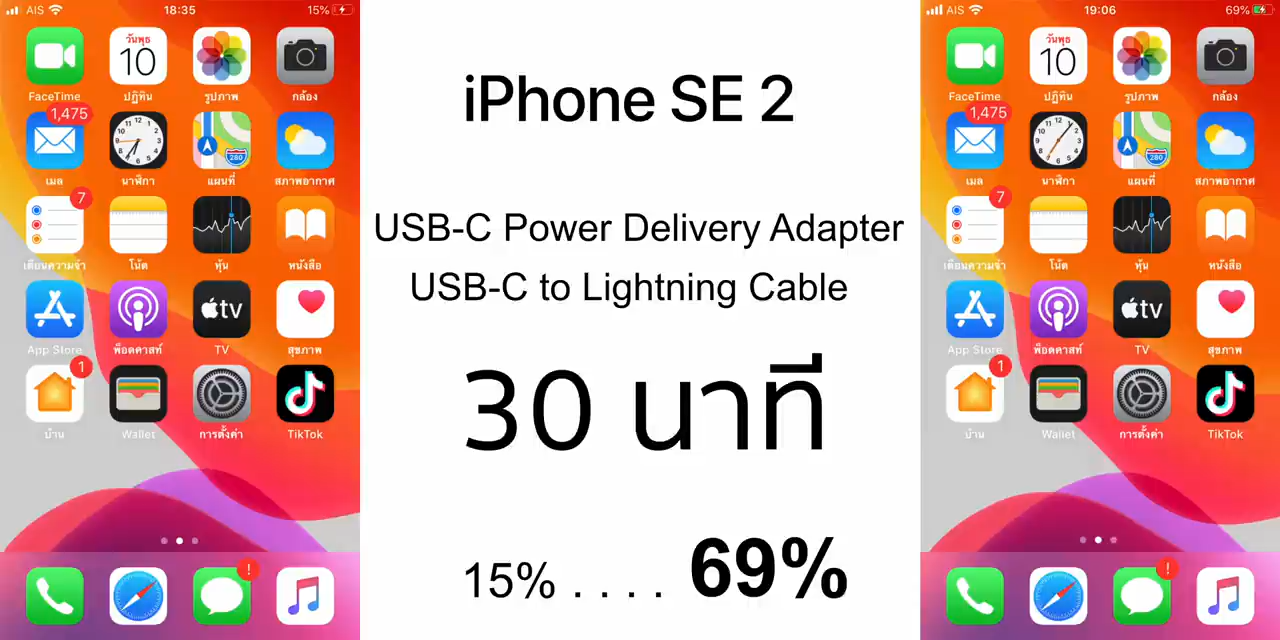 AIS 18:35 15%
วันพุธ
10
FaceTime ปฏิทิน รูปภาพ กล้อง
1,475
280
เมล นาฬิกา แผนที่ สภาพอากาศ
7
เตือนความจำ โน้ต หุ้น หนังสือ
tv
App Store พ็อดคาสท์ TV สุขภาพ
1
บ้าน Wallet การตั้งค่า TikTok
!
iPhone SE 2
USB-C Power Delivery Adapter
USB-C to Lightning Cable
30 นาที
15% .... 69%
AIS 19:06 69%
วันพุธ
10
FaceTime ปฏิทิน รูปภาพ กล้อง
1,475
280
เมล นาฬิกา แผนที่ สภาพอากาศ
7
เตือนความจำ โน้ต หุ้น หนังสือ
tv
App Store พ็อดคาสท์ TV สุขภาพ
1
บ้าน Wallet การตั้งค่า TikTok
!